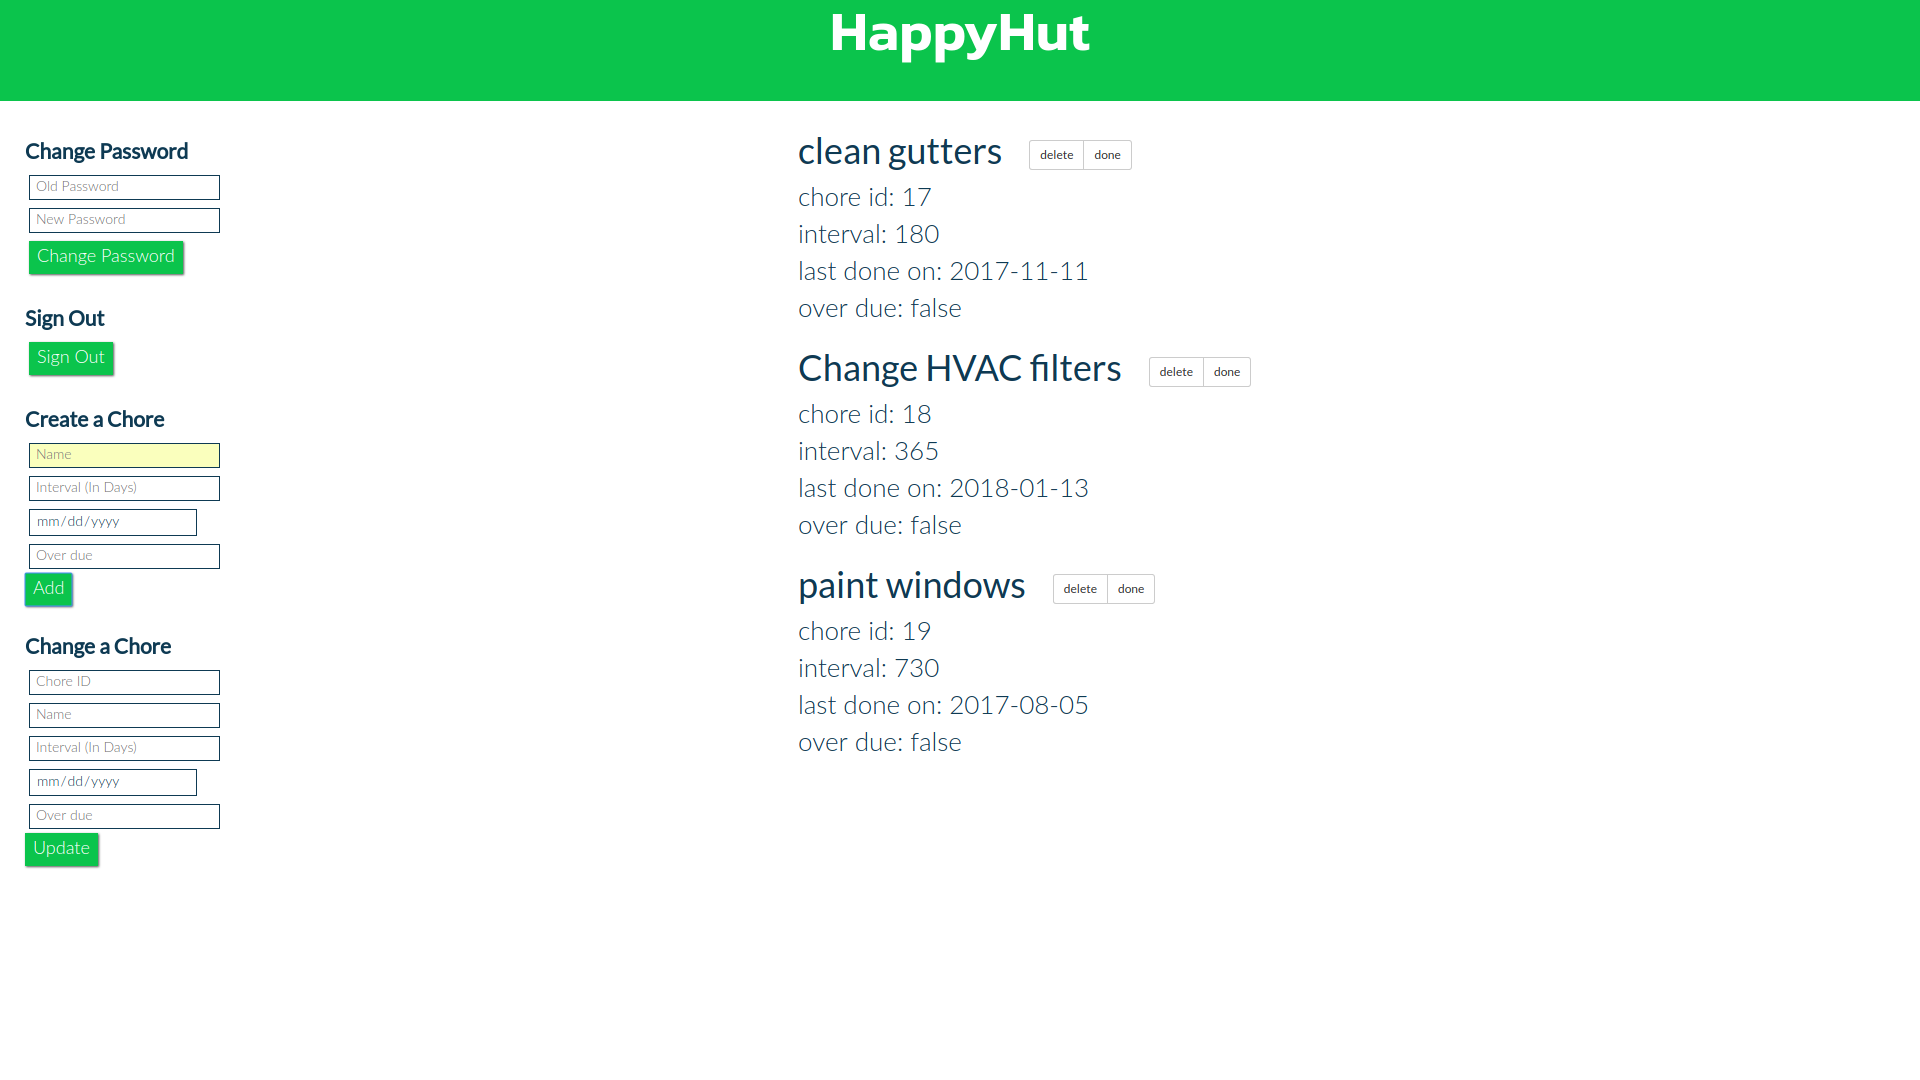 HappyHut
Change Password
Old Password
New Password
Change Password
Sign Out
Sign Out
Create a Chore
Name
Interval (In Days)
mm/dd/yyyy
Over due
Add
Change a Chore
Chore ID
Name
Interval (In Days)
mm/dd/yyyy
Over due
Update
clean gutters delete done
chore id: 17
interval: 180
last done on: 2017-11-11
over due: false
Change HVAC filters delete done
chore id: 18
interval: 365
last done on: 2018-01-13
over due: false
paint windows delete done
chore id: 19
interval: 730
last done on: 2017-08-05
over due: false